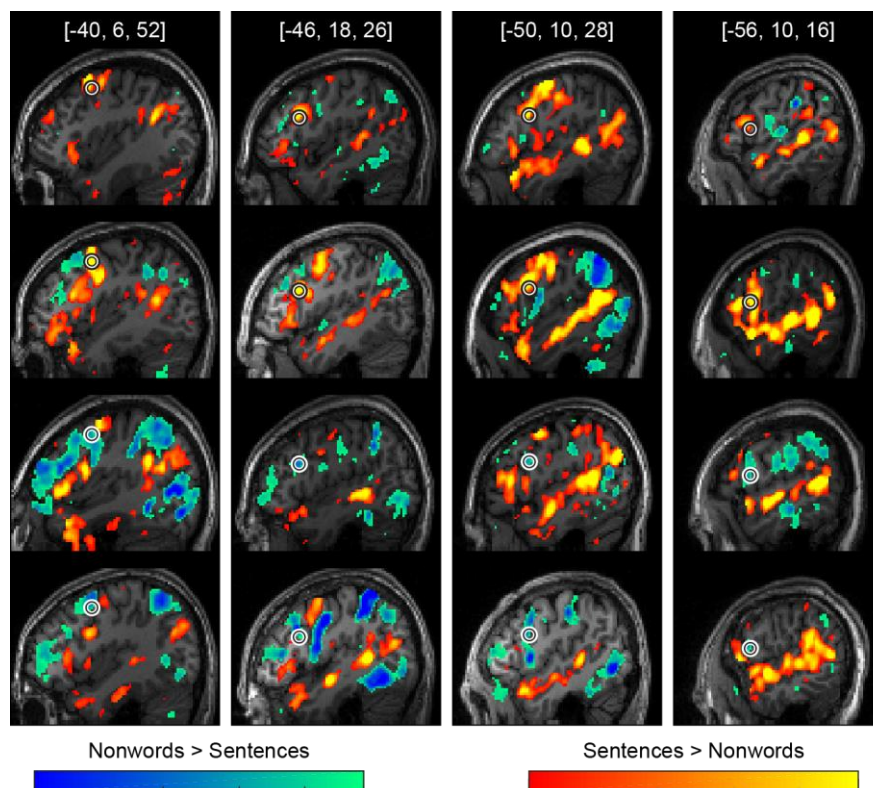 [-40, 6, 52] [-46, 18, 26] [-50, 10, 28] [-56, 10, 16]
Nonwords > Sentences Sentences > Nonwords